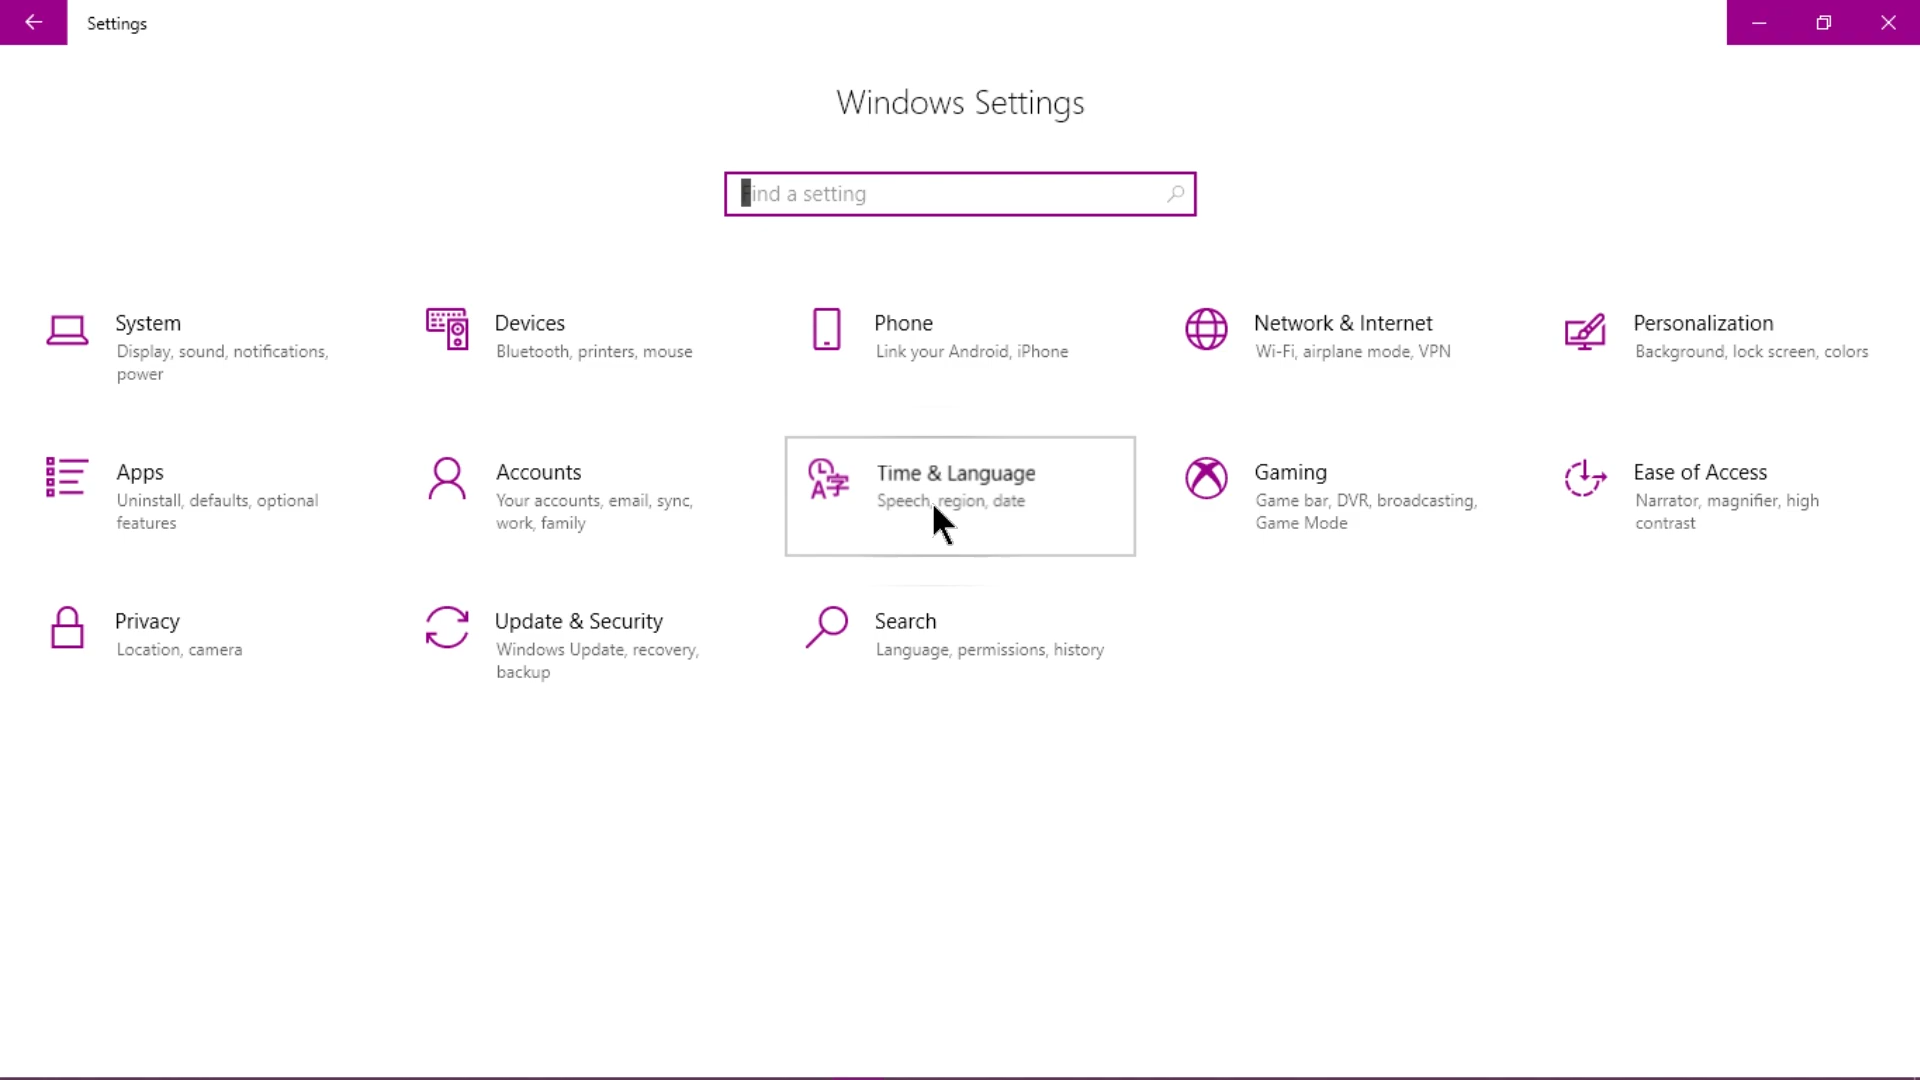 Settings
Windows Settings
Find a setting
System
Display, sound, notifications,
power
Devices
Bluetooth, printers, mouse
Phone
Link your Android, iPhone
Network & Internet
Wi-Fi, airplane mode, VPN
Personalization
Background, lock screen, colors
Apps
Uninstall, defaults, optional
features
Accounts
Your accounts, email, sync,
work, family
Time & Language
Speech, region, date
Gaming
Game bar, DVR, broadcasting,
Game Mode
Ease of Access
Narrator, magnifier, high
contrast
Privacy
Location, camera
Update & Security
Windows Update, recovery,
backup
Search
Language, permissions, history